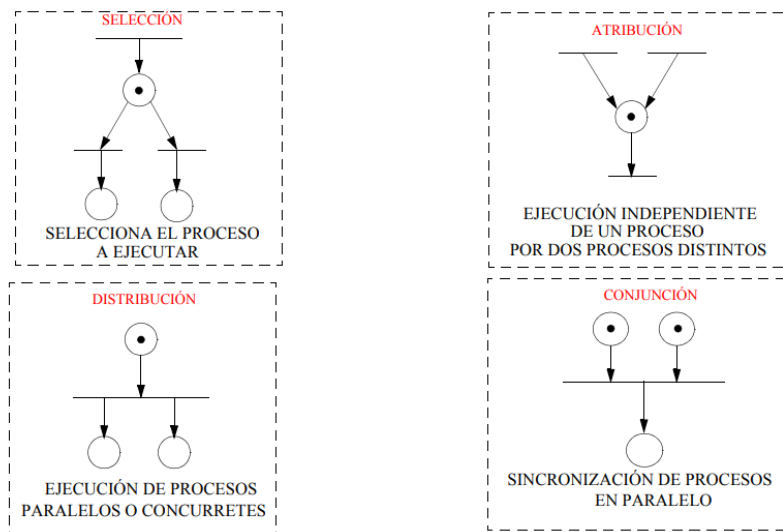 SELECCIÓN
SELECCIONA EL PROCESO
A EJECUTAR
ATRIBUCIÓN
EJECUCIÓN INDEPENDIENTE
DE UN PROCESO
POR DOS PROCESOS DISTINTOS
DISTRIBUCIÓN
EJECUCIÓN DE PROCESOS
PARALELOS O CONCURRETES
CONJUNCIÓN
SINCRONIZACIÓN DE PROCESOS
EN PARALELO